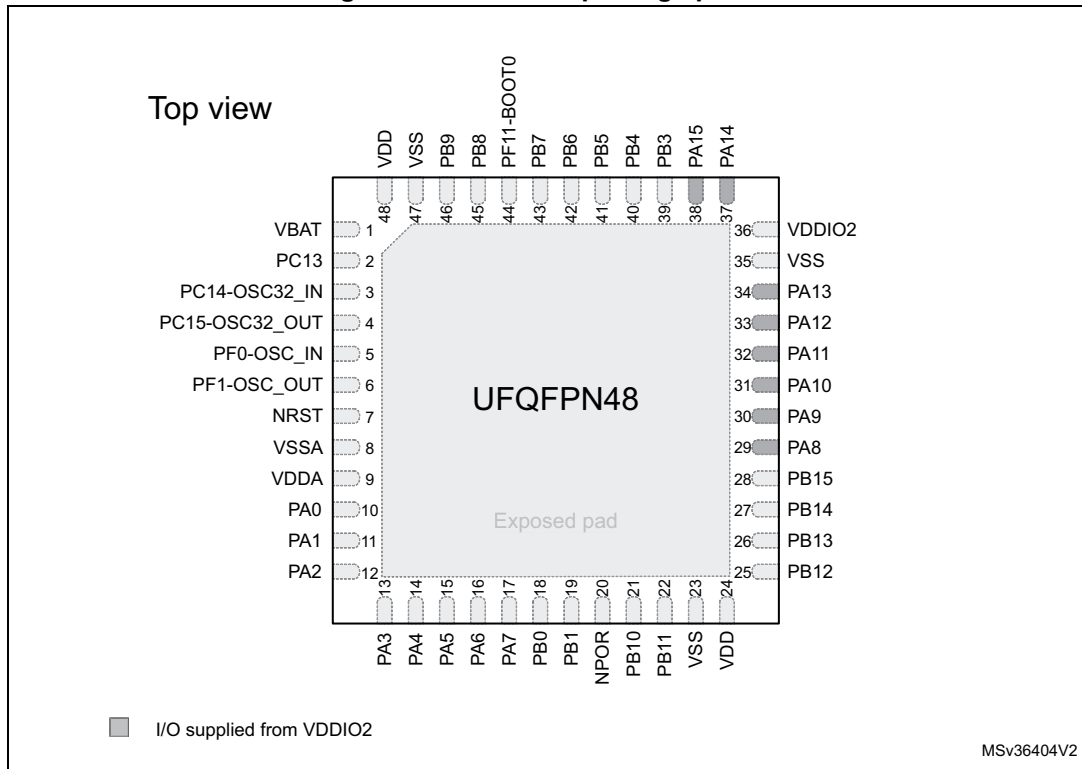 Top view
VDD
VSS
PB9
PB8
PF11-BOOT0
PB7
PB6
PB5
PB4
PB3
PA15
PA14
48
47
46
45
44
43
42
41
40
39
38
37
VBAT 1
PC13 2
PC14-OSC32_IN 3
PC15-OSC32_OUT 4
PF0-OSC_IN 5
PF1-OSC_OUT 6
NRST 7
VSSA 8
VDDA 9
PA0 10
PA1 11
PA2 12
UFQFPN48
Exposed pad
36 VDDIO2
35 VSS
34 PA13
33 PA12
32 PA11
31 PA10
30 PA9
29 PA8
28 PB15
27 PB14
26 PB13
25 PB12
13
14
15
16
17
18
19
20
21
22
23
24
PA3
PA4
PA5
PA6
PA7
PB0
PB1
NPOR
PB10
PB11
VSS
VDD
I/O supplied from VDDIO2
MSv36404V2